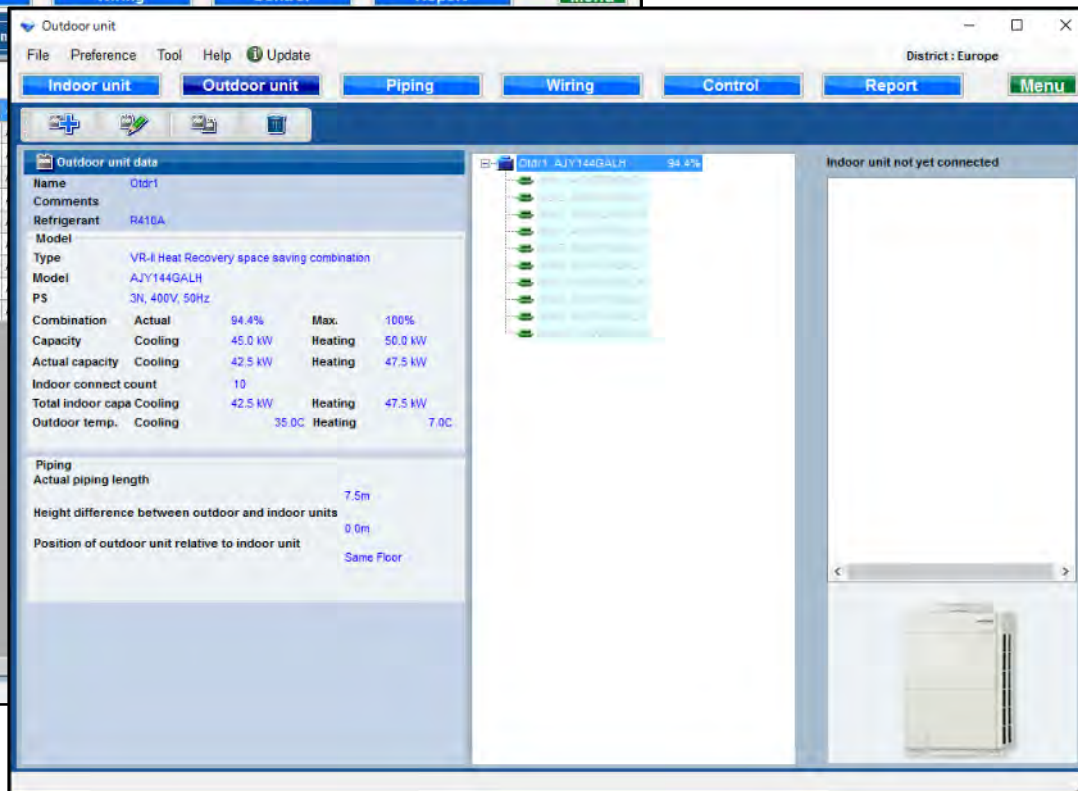 Outdoor unit
File Preference Tool Help Update District : Europe
Indoor unit Outdoor unit Piping Wiring Control Report Menu
Outdoor unit data
Name Otdr1
Comments
Refrigerant R410A
Model
Type VR-II Heat Recovery space saving combination
Model AJY144GALH
PS 3N, 400V, 50Hz
Combination Actual 94.4% Max. 100%
Capacity Cooling 45.0 kW Heating 50.0 kW
Actual capacity Cooling 42.5 kW Heating 47.5 kW
Indoor connect count 10
Total indoor capa Cooling 42.5 kW Heating 47.5 kW
Outdoor temp. Cooling 35.0C Heating 7.0C
Piping
Actual piping length
7.5m
Height difference between outdoor and indoor units
0.0m
Position of outdoor unit relative to indoor unit
Same Floor
Otdr1 AJY144GALH 94.4%
Indoor unit not yet connected